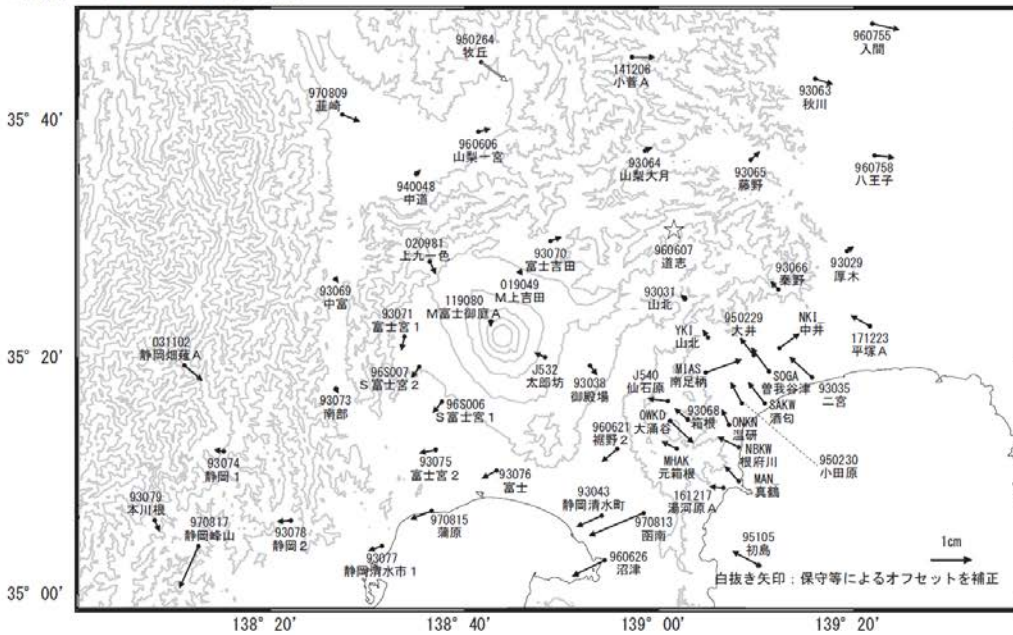 960755
入間
950264
牧丘
141206
小菅A
93063
秋川
970809
韮崎
35° 40'
960606
山梨一宮
93064
山梨大月
93065
藤野
960758
八王子
940048
中道
960607
道志
020981
上九一色
93070
富士吉田
93029
厚木
93066
秦野
019049
M上吉田
93069
中富
93031
山北
119080
M富士御庭A
93071
富士宮1
950229
大井
NKI
中井
031102
静岡畑薙A
YKI
山北
171223
平塚A
35° 20'
MIAS
南足柄
J540
仙石原
J532
太郎坊
96S007
S富士宮2
93038
御殿場
SOGA
曽我谷津
93035
二宮
93073
南部
96S006
S富士宮1
93068
箱根
SAKW
酒匂
OWKD
大涌谷
ONKN
温研
960621
裾野2
NBKW
根府川
93074
静岡1
93075
富士宮2
MHAK
元箱根
950230
小田原
93076
富士
MAN
真鶴
93079
本川根
93043
静岡清水町
161217
湯河原A
970817
静岡峰山
93078
静岡2
970815
蒲原
970813
函南
95105
初島
1cm
93077
静岡清水市1
960626
沼津
白抜き矢印：保守等によるオフセットを補正
35° 00'
138° 20'
138° 40'
139° 00'
139° 20'